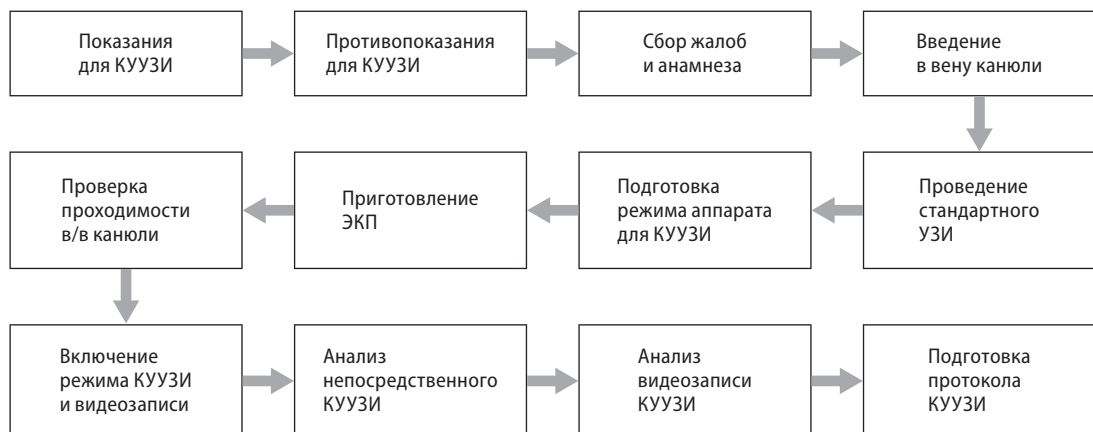 Показания
для КУУЗИ
Противопоказания
для КУУЗИ
Сбор жалоб
и анамнеза
Введение
в вену канюли
Проведение
стандартного
УЗИ
Подготовка
режима аппарата
для КУУЗИ
Приготовление
ЭКП
Проверка
проходимости
в/в канюли
Включение
режима КУУЗИ
и видеозаписи
Анализ
непосредственного
КУУЗИ
Анализ
видеозаписи
КУУЗИ
Подготовка
протокола
КУУЗИ